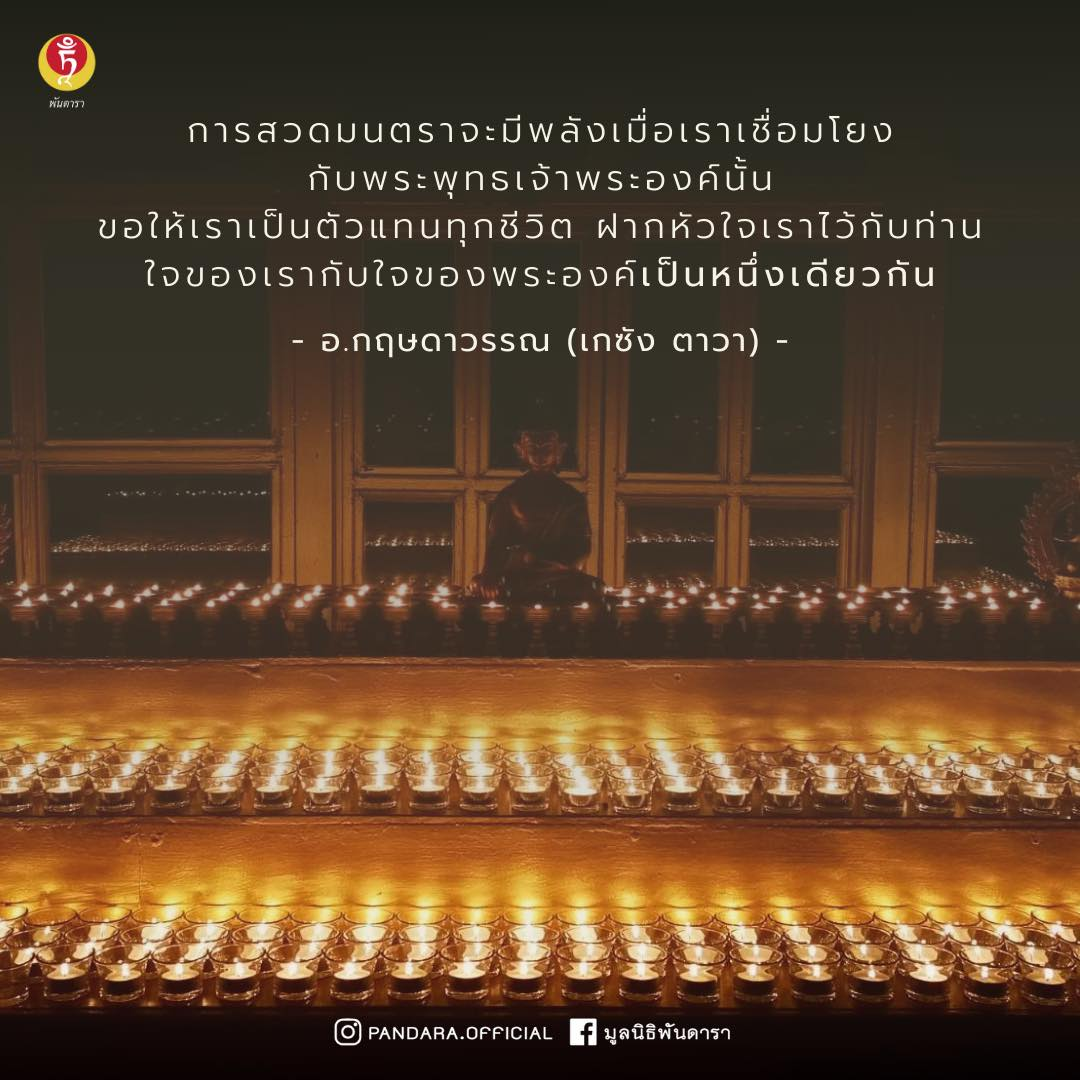 พันดารา
การสวดมนตราจะมีพลังเมื่อเราเชื่อมโยง
กับพระพุทธเจ้าพระองค์นั้น
ขอให้เราเป็นตัวแทนทุกชีวิต ฝากหัวใจเราไว้กับท่าน
ใจของเรากับใจของพระองค์เป็นหนึ่งเดียวกัน
- อ.กฤษดาวรรณ (เกซัง ตาวา) -
PANDARA.OFFICIAL มูลนิธิพันดารา